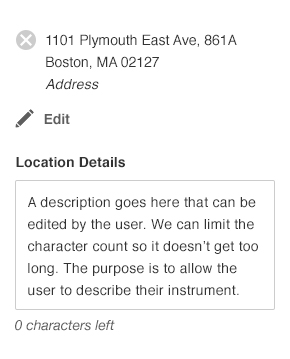 1101 Plymouth East Ave, 861A
Boston, MA 02127
Address
Edit
Location Details
A description goes here that can be
edited by the user. We can limit the
character count so it doesn't get too
long. The purpose is to allow the
user to describe their instrument.
0 characters left